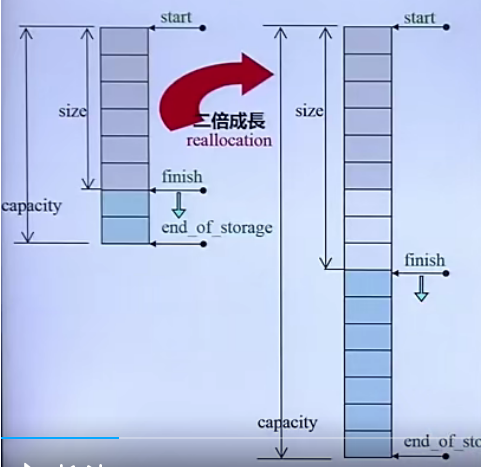 start
size
capacity
finish
end_of_storage
二倍成長
reallocation
start
size
finish
capacity
end_of_sto